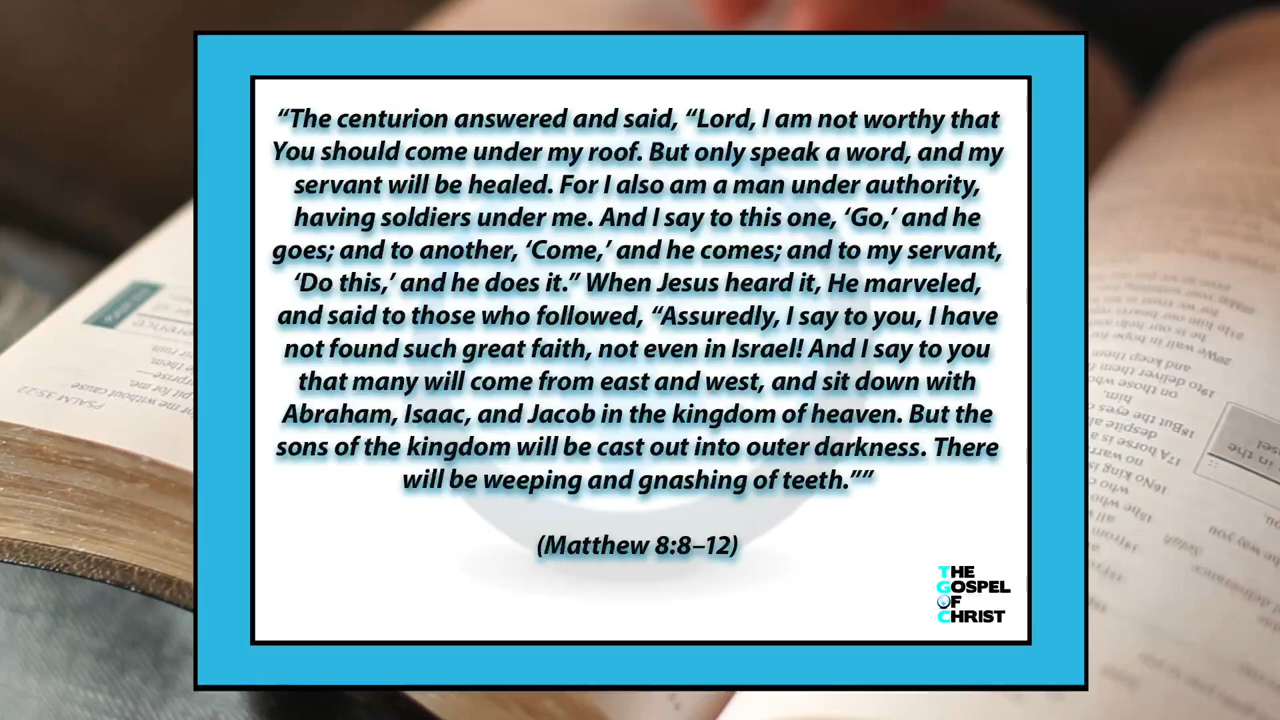 “The centurion answered and said, “Lord, I am not worthy that
You should come under my roof. But only speak a word, and my
servant will be healed. For I also am a man under authority,
having soldiers under me. And I say to this one, ‘Go,’ and he
goes; and to another, ‘Come,’ and he comes; and to my servant,
‘Do this,’ and he does it.” When Jesus heard it, He marveled,
and said to those who followed, “Assuredly, I say to you, I have
not found such great faith, not even in Israel! And I say to you
that many will come from east and west, and sit down with
Abraham, Isaac, and Jacob in the kingdom of heaven. But the
sons of the kingdom will be cast out into outer darkness. There
will be weeping and gnashing of teeth.””
(Matthew 8:8–12)
THE
GOSPEL
OF
CHRIST
PSALM 35:22